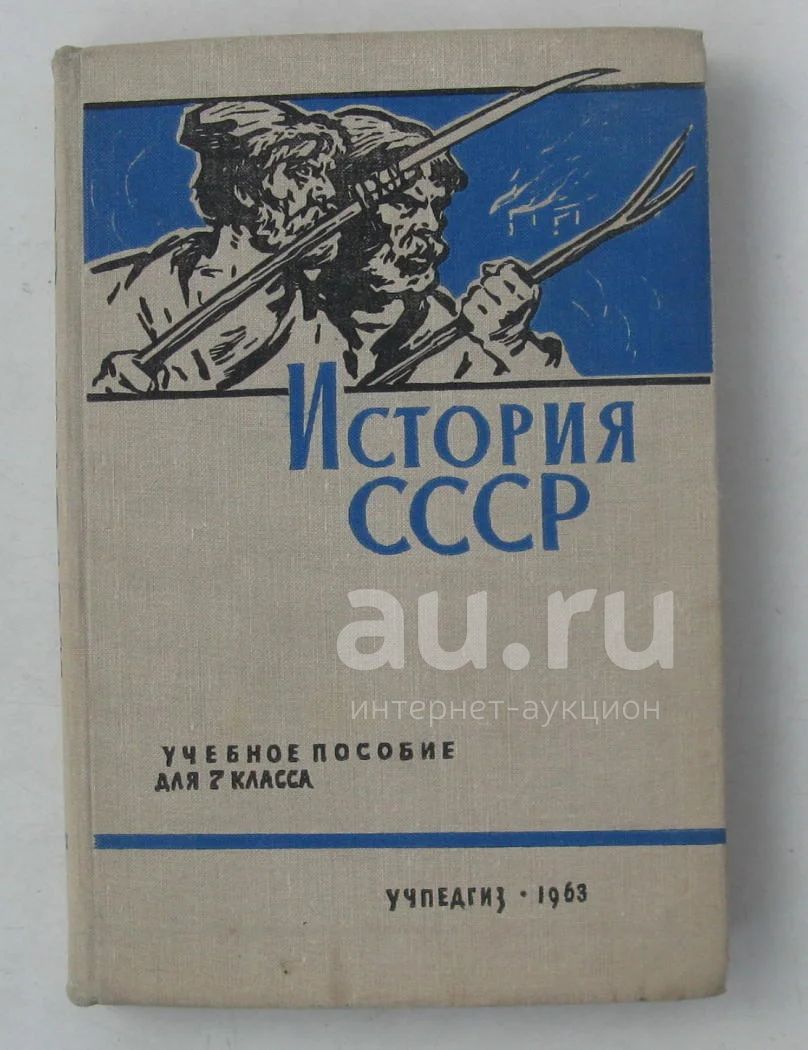 История
СССР
au.ru
интернет-аукцион
УЧЕБНОЕ ПОСОБИЕ
ДЛЯ 7 КЛАССА
УЧПЕДГИЗ • 1963